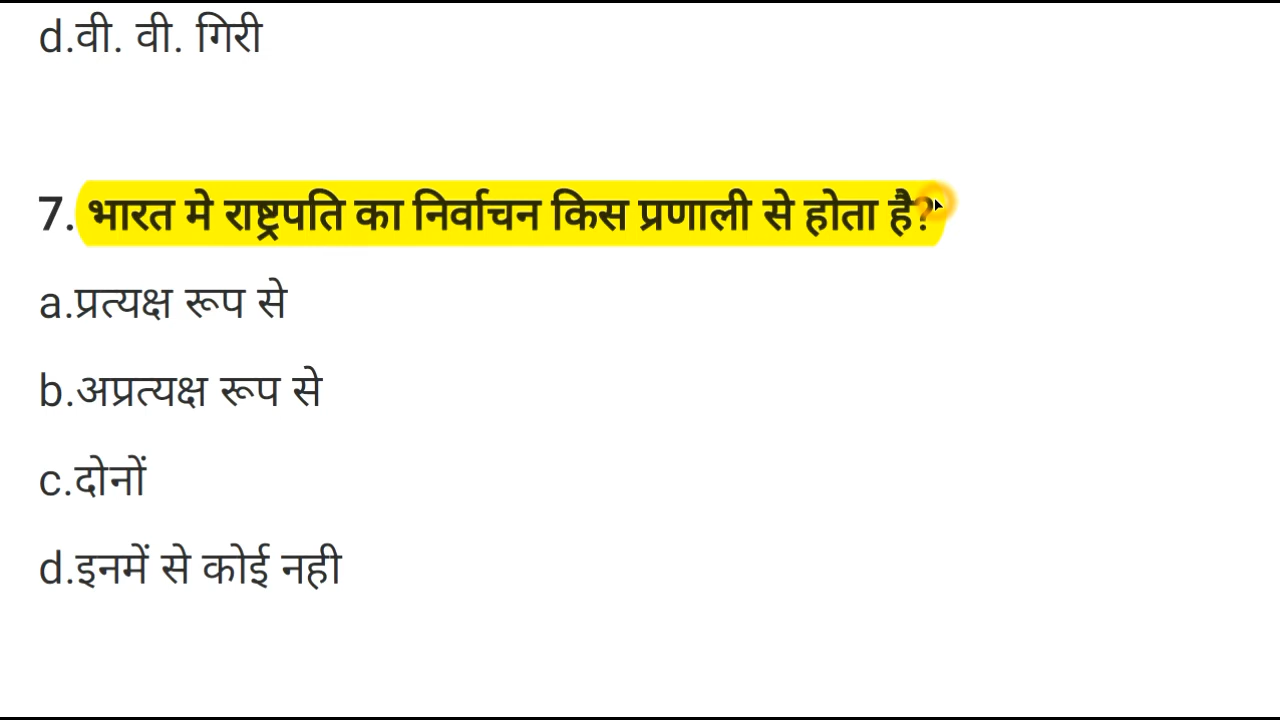 d.वी. वी. गिरी
7. भारत मे राष्ट्रपति का निर्वाचन किस प्रणाली से होता है?
a.प्रत्यक्ष रूप से
b.अप्रत्यक्ष रूप से
c.दोनों
d.इनमें से कोई नही